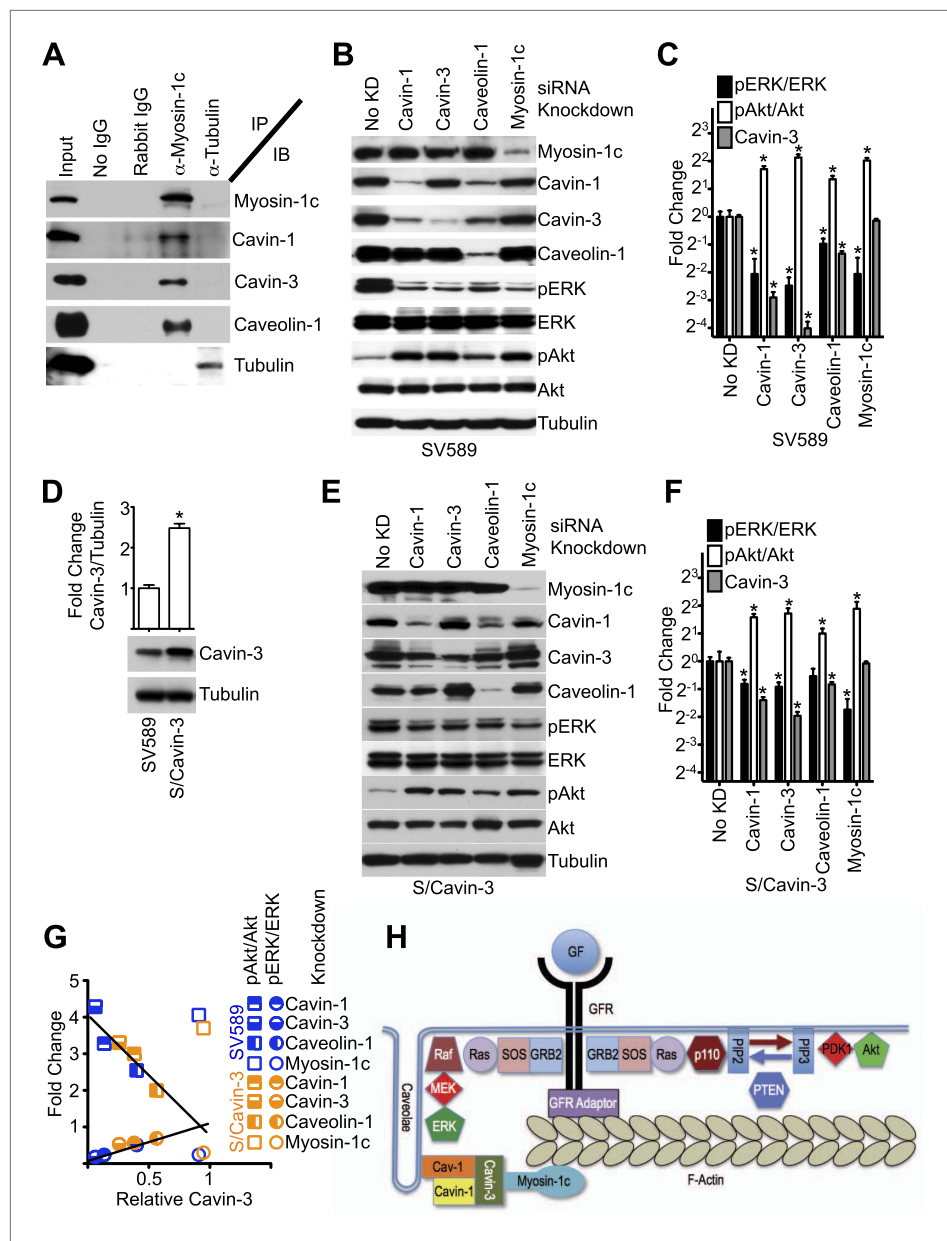 A
Input
No IgG
Rabbit IgG
α-Myosin-1c
α-Tubulin
IP
IB
Myosin-1c
Cavin-1
Cavin-3
Caveolin-1
Tubulin
B
No KD
Cavin-1
Cavin-3
Caveolin-1
Myosin-1c
siRNA
Knockdown
Myosin-1c
Cavin-1
Cavin-3
Caveolin-1
pERK
ERK
pAkt
Akt
Tubulin
SV589
C
pERK/ERK
pAkt/Akt
Cavin-3
Fold Change
2^3
2^2
2^0
2^-1
2^-2
2^-4
* * * * * * * * * * *
No KD
Cavin-1
Cavin-3
Caveolin-1
Myosin-1c
SV589
D
Fold Change
Cavin-3/Tubulin
3
2
1
*
Cavin-3
Tubulin
SV589
S/Cavin-3
E
No KD
Cavin-1
Cavin-3
Caveolin-1
Myosin-1c
siRNA
Knockdown
Myosin-1c
Cavin-1
Cavin-3
Caveolin-1
pERK
ERK
pAkt
Akt
Tubulin
S/Cavin-3
F
pERK/ERK
pAkt/Akt
Cavin-3
Fold Change
2^3
2^2
2^0
2^-1
2^-2
2^-4
* * * * * * * * * *
No KD
Cavin-1
Cavin-3
Caveolin-1
Myosin-1c
S/Cavin-3
G
Fold Change
5
4
3
2
1
0.5
1
Relative Cavin-3
pAkt/Akt
pERK/ERK
Knockdown
SV589
Cavin-1
Cavin-3
Caveolin-1
Myosin-1c
S/Cavin-3
Cavin-1
Cavin-3
Caveolin-1
Myosin-1c
H
GF
GFR
Raf
Ras
SOS
GRB2
GRB2
SOS
Ras
p110
PIP2
PIP3
PDK1
Akt
MEK
PTEN
ERK
GFR Adaptor
Caveolae
Cav-1
Cavin-1
Cavin-3
Myosin-1c
F-Actin